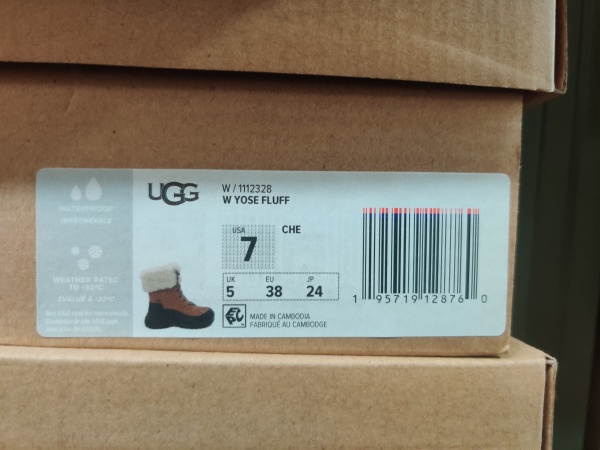 WATERPROOF
IMPERMÉABLE
WEATHER RATED
TO -32°C
ÉVALUÉ À -32°C
UGG
W / 1112328
W YOSE FLUFF
USA
7
CHE
UK EU JP
5 38 24
MADE IN CAMBODIA
FABRIQUÉ AU CAMBODGE
1 95719 12876 0